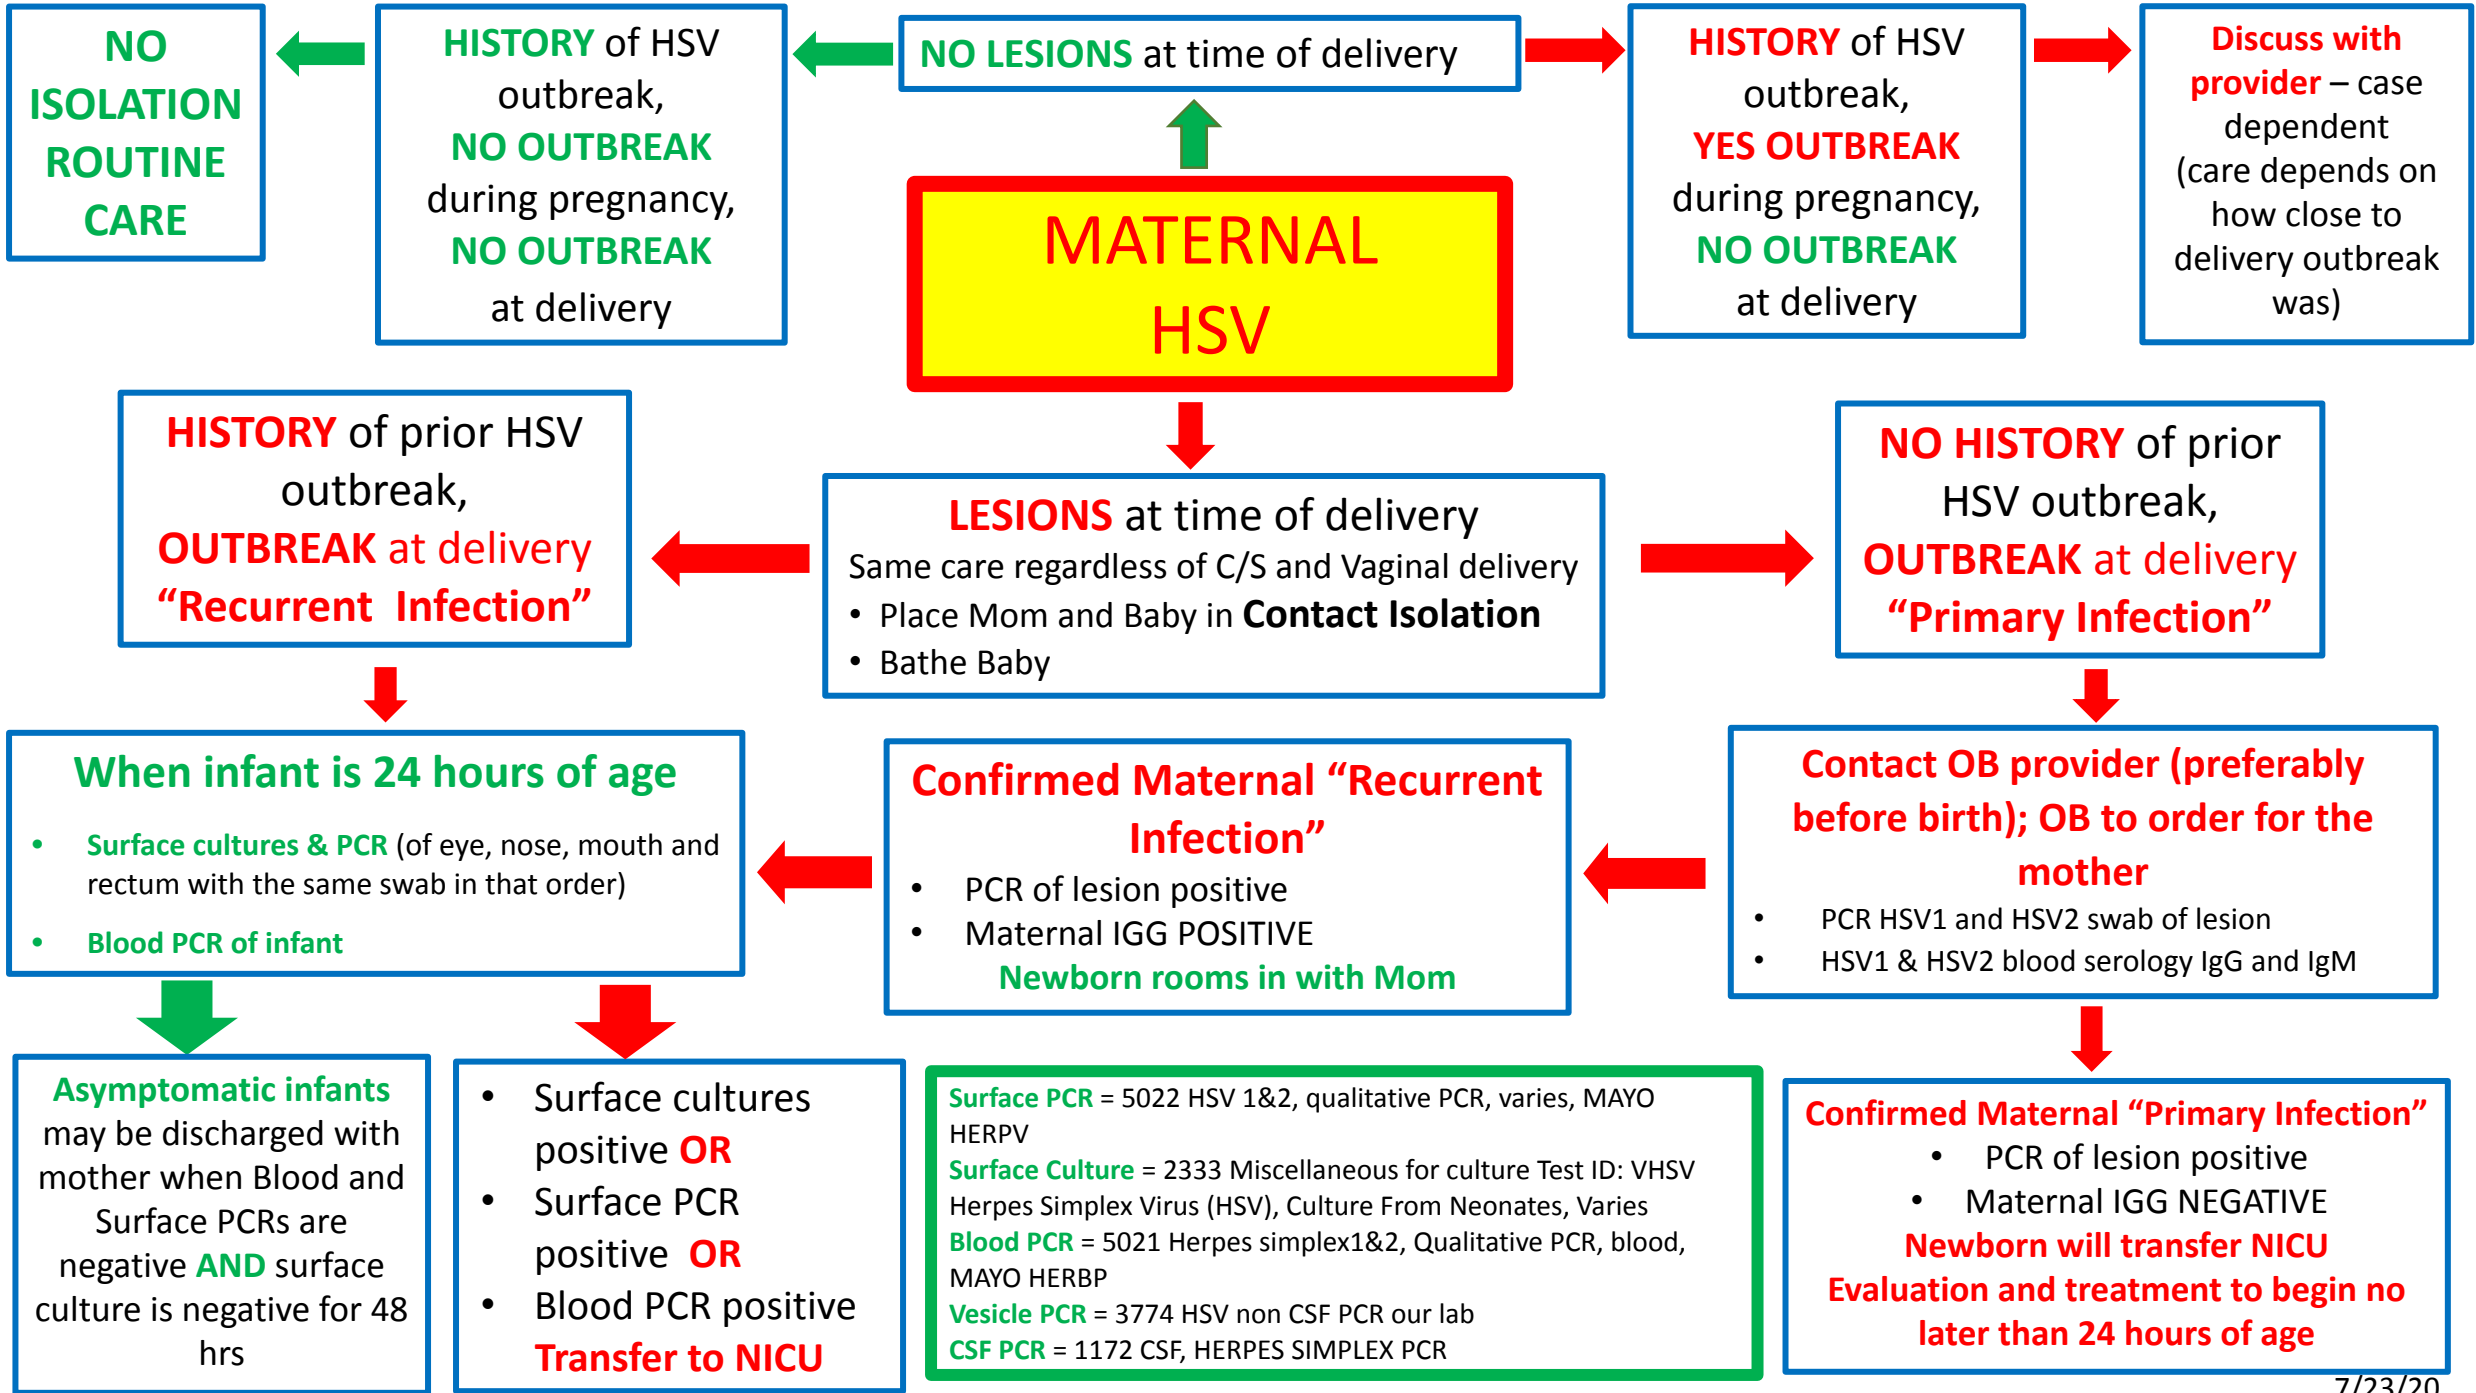 NO
ISOLATION
ROUTINE
CARE
HISTORY of HSV
outbreak,
NO OUTBREAK
during pregnancy,
NO OUTBREAK
at delivery
NO LESIONS at time of delivery
HISTORY of HSV
outbreak,
YES OUTBREAK
during pregnancy,
NO OUTBREAK
at delivery
Discuss with
provider – case
dependent
(care depends on
how close to
delivery outbreak
was)
MATERNAL
HSV
HISTORY of prior HSV
outbreak,
OUTBREAK at delivery
“Recurrent Infection”
LESIONS at time of delivery
Same care regardless of C/S and Vaginal delivery
• Place Mom and Baby in Contact Isolation
• Bathe Baby
NO HISTORY of prior
HSV outbreak,
OUTBREAK at delivery
“Primary Infection”
When infant is 24 hours of age
• Surface cultures & PCR (of eye, nose, mouth and
rectum with the same swab in that order)
• Blood PCR of infant
Confirmed Maternal “Recurrent
Infection”
• PCR of lesion positive
• Maternal IGG POSITIVE
Newborn rooms in with Mom
Contact OB provider (preferably
before birth); OB to order for the
mother
• PCR HSV1 and HSV2 swab of lesion
• HSV1 & HSV2 blood serology IgG and IgM
Asymptomatic infants
may be discharged with
mother when Blood and
Surface PCRs are
negative AND surface
culture is negative for 48
hrs
• Surface cultures
positive OR
• Surface PCR
positive OR
• Blood PCR positive
Transfer to NICU
Surface PCR = 5022 HSV 1&2, qualitative PCR, varies, MAYO
HERPV
Surface Culture = 2333 Miscellaneous for culture Test ID: VHSV
Herpes Simplex Virus (HSV), Culture From Neonates, Varies
Blood PCR = 5021 Herpes simplex1&2, Qualitative PCR, blood,
MAYO HERBP
Vesicle PCR = 3774 HSV non CSF PCR our lab
CSF PCR = 1172 CSF, HERPES SIMPLEX PCR
Confirmed Maternal “Primary Infection”
• PCR of lesion positive
• Maternal IGG NEGATIVE
Newborn will transfer NICU
Evaluation and treatment to begin no
later than 24 hours of age
7/23/20